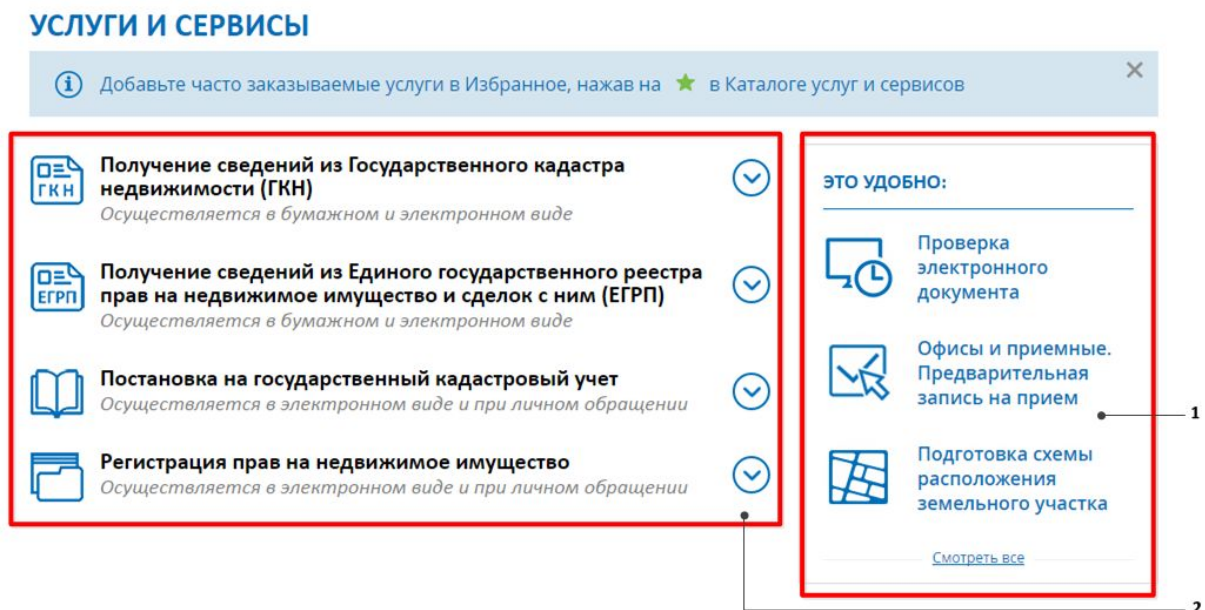 УСЛУГИ И СЕРВИСЫ
Добавьте часто заказываемые услуги в Избранное, нажав на ★ в Каталоге услуг и сервисов
ГКН
Получение сведений из Государственного кадастра
недвижимости (ГКН)
Осуществляется в бумажном и электронном виде
ЕГРП
Получение сведений из Единого государственного реестра
прав на недвижимое имущество и сделок с ним (ЕГРП)
Осуществляется в бумажном и электронном виде
Постановка на государственный кадастровый учет
Осуществляется в электронном виде и при личном обращении
Регистрация прав на недвижимое имущество
Осуществляется в электронном виде и при личном обращении
ЭТО УДОБНО:
Проверка
электронного
документа
Офисы и приемные.
Предварительная
запись на прием
Подготовка схемы
расположения
земельного участка
Смотреть все
1
2